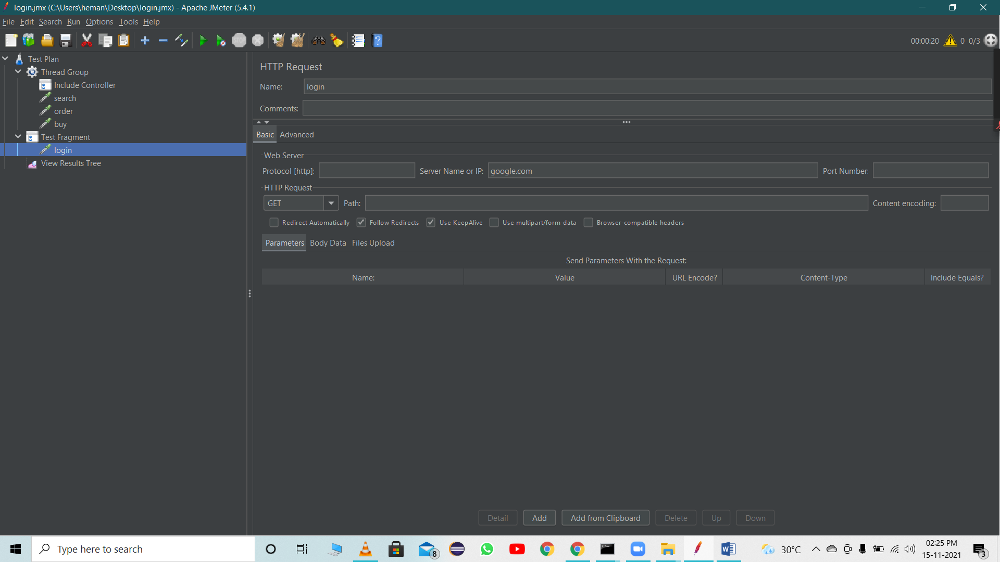 login.jmx (C:\Users\heman\Desktop\login.jmx) - Apache JMeter (5.4.1)
File Edit Search Run Options Tools Help
STOP
00:00:20 0 0/3
Test Plan
Thread Group
Include Controller
search
order
buy
Test Fragment
login
View Results Tree
HTTP Request
Name: login
Comments:
Basic Advanced
Web Server
Protocol [http]: Server Name or IP: google.com Port Number:
HTTP Request
GET Path: Content encoding:
Redirect Automatically Follow Redirects Use KeepAlive Use multipart/form-data Browser-compatible headers
Parameters Body Data Files Upload
Send Parameters With the Request:
Name: Value URL Encode? Content-Type Include Equals?
Detail Add Add from Clipboard Delete Up Down
Type here to search
8
30°C
02:25 PM
15-11-2021
3